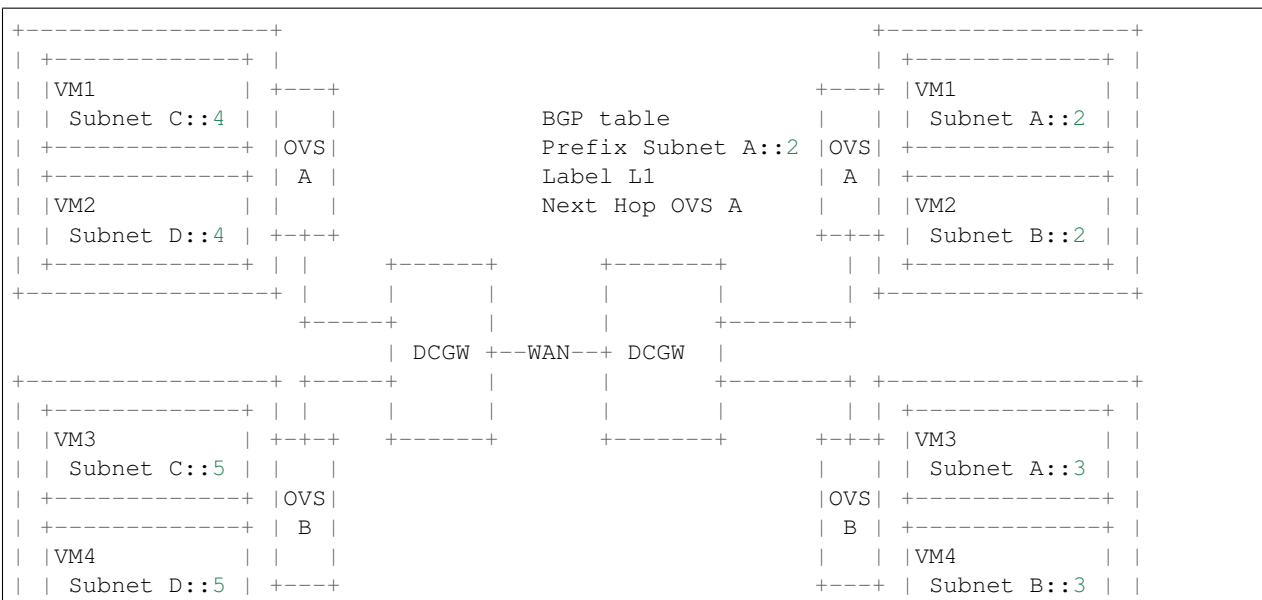 +-----------------+                                         +-----------------+
| +-------------+ |                                         | +-------------+ |
| |VM1          | +---+                                 +---+ |VM1          | |
| | Subnet C::4 | |   |              BGP table          |   | | Subnet A::2 | |
| +-------------+ |OVS|              Prefix Subnet A::2 |OVS| +-------------+ |
| +-------------+ | A |              Label L1           | A | +-------------+ |
| |VM2          | |   |              Next Hop OVS A     |   | |VM2          | |
| | Subnet D::4 | +-+-+                                 +-+-+ | Subnet B::2 | |
| +-------------+ | |     +------+       +-------+        | | +-------------+ |
+-----------------+ |     |      |       |       |        | +-----------------+
                    +-----+      |       |       +--------+
                          | DCGW +--WAN--+ DCGW  |
+-----------------+ +-----+      |       |       +--------+ +-----------------+
| +-------------+ | |     |      |       |       |        | | +-------------+ |
| |VM3          | +-+-+   +------+       +-------+      +-+-+ |VM3          | |
| | Subnet C::5 | |   |                                 |   | | Subnet A::3 | |
| +-------------+ |OVS|                                 |OVS| +-------------+ |
| +-------------+ | B |                                 | B | +-------------+ |
| |VM4          | |   |                                 |   | |VM4          | |
| | Subnet D::5 | +---+                                 +---+ | Subnet B::3 | |